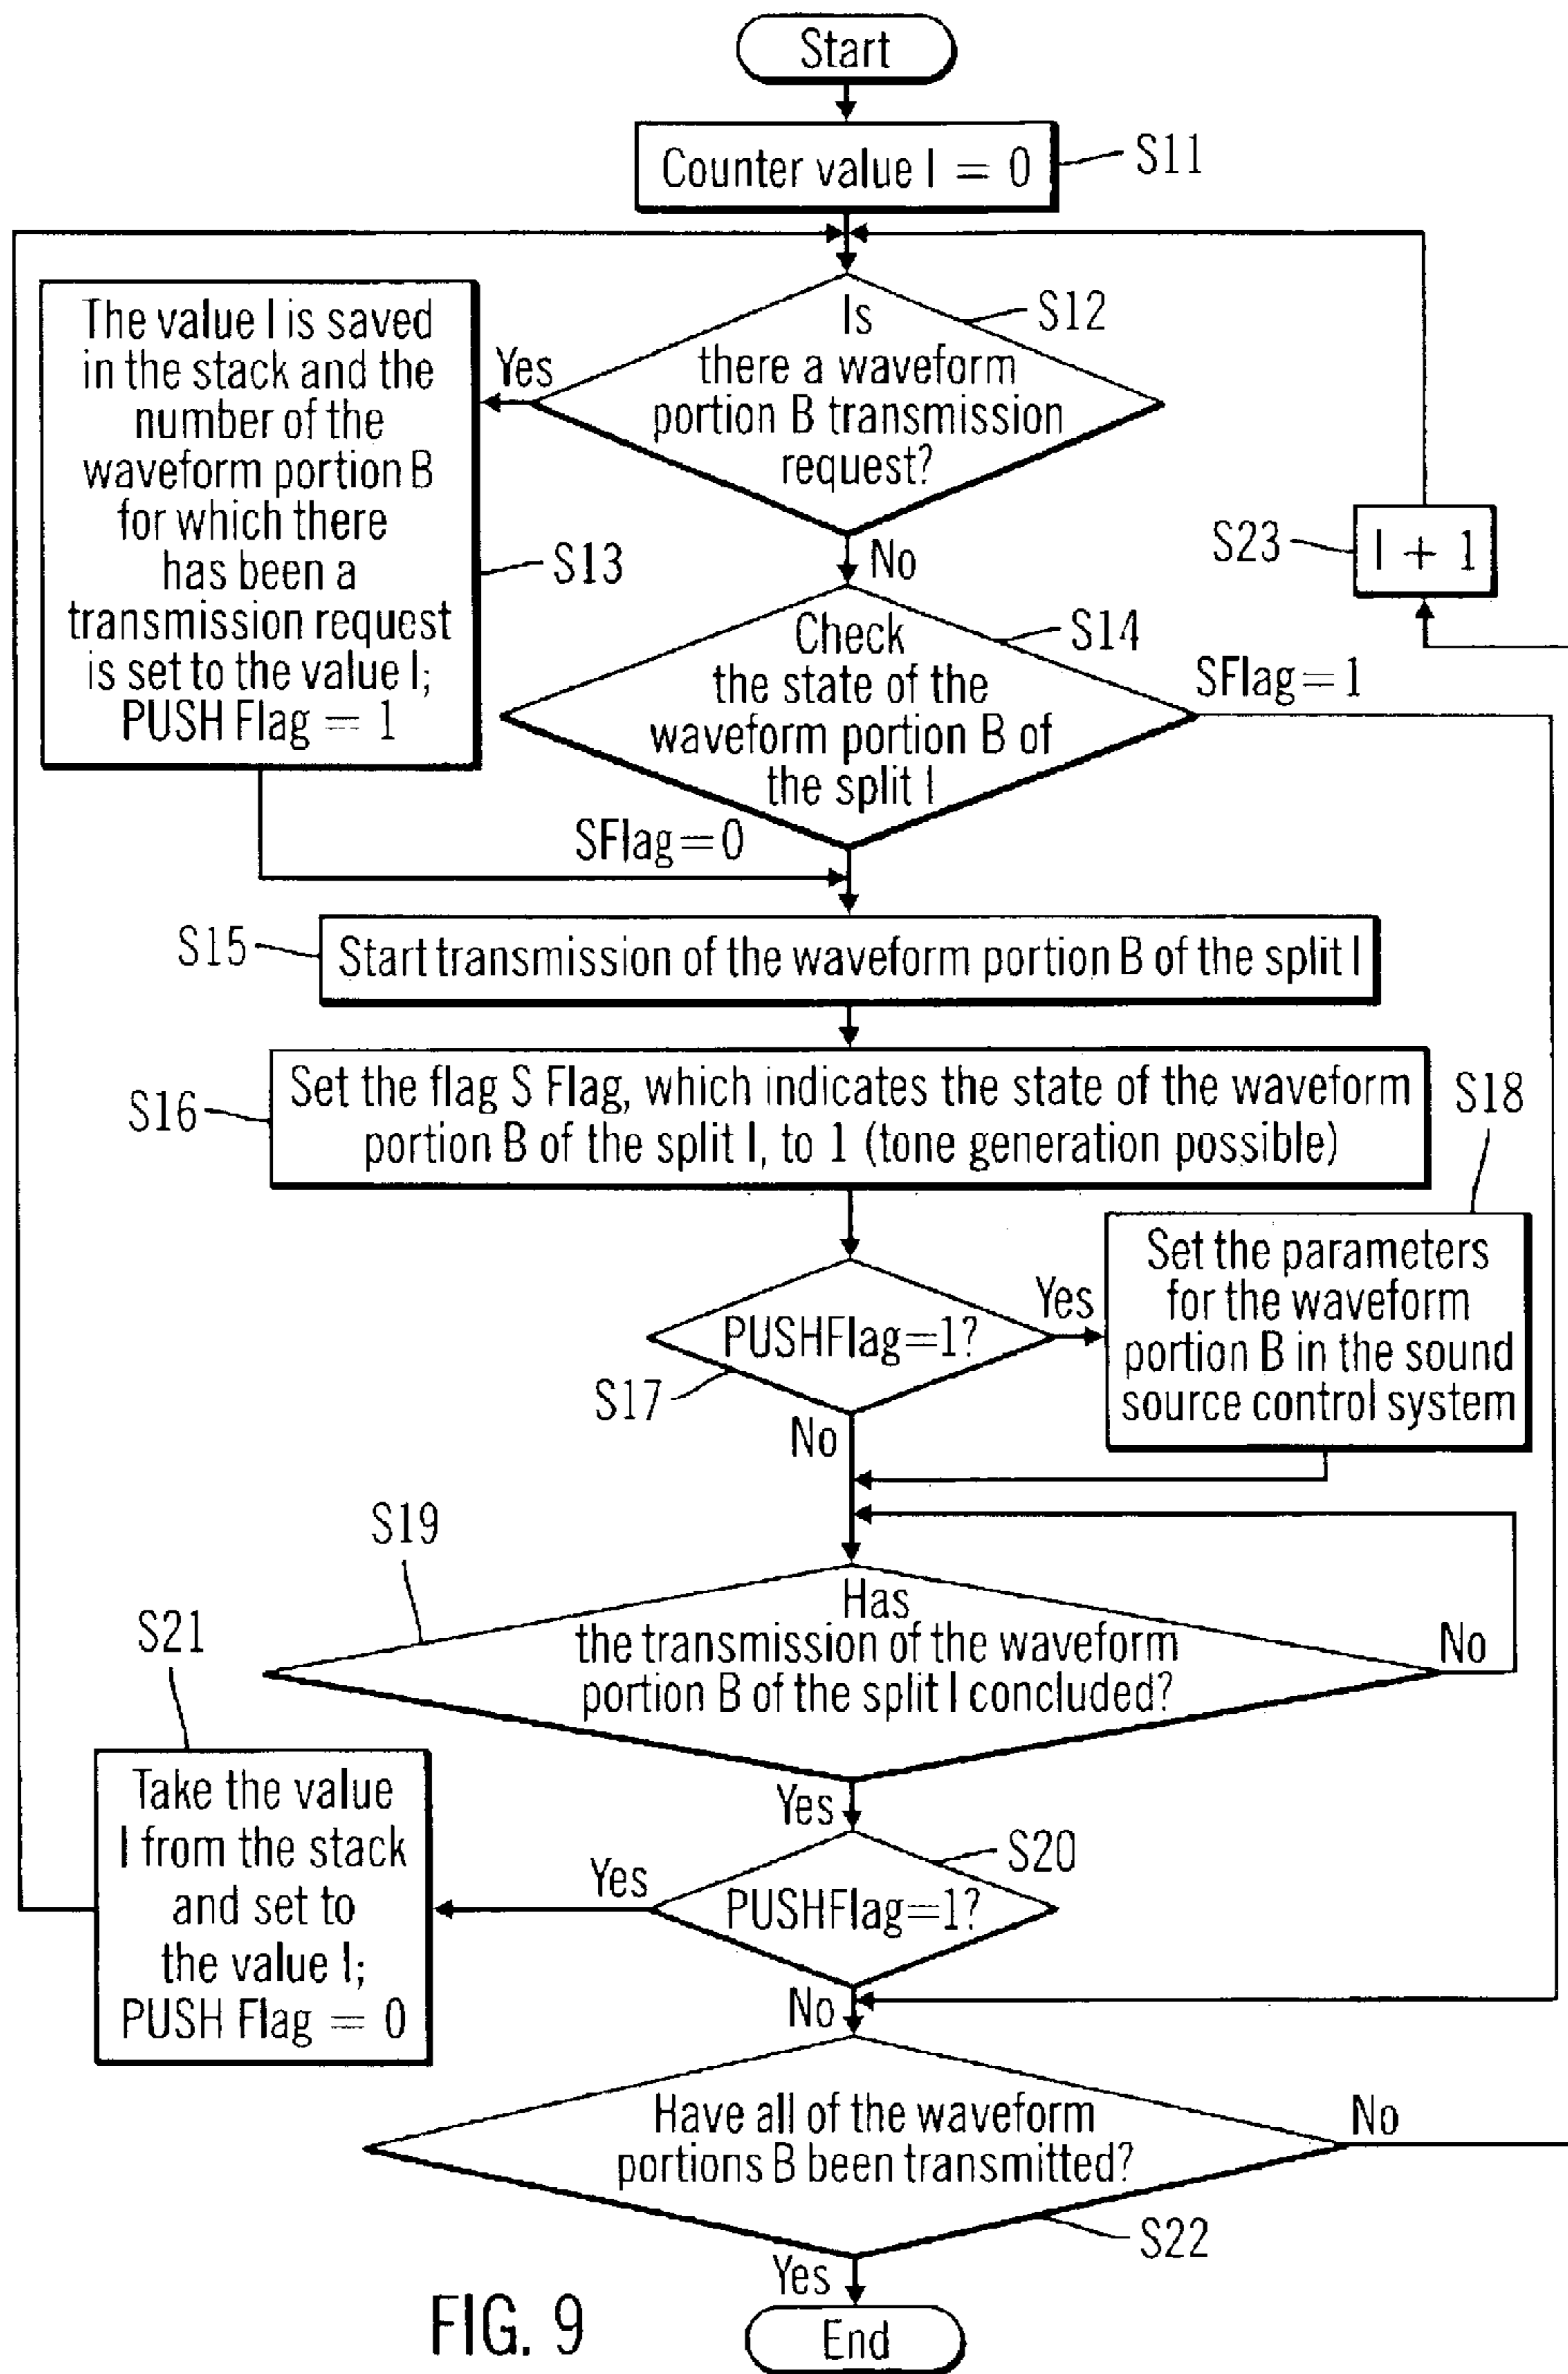 Start
Counter value I = 0
S11
Is
there a waveform
portion B transmission
request?
S12
Yes
No
The value I is saved
in the stack and the
number of the
waveform portion B
for which there
has been a
transmission request
is set to the value I;
PUSH Flag = 1
S13
S23
I + 1
Check
the state of the
waveform portion B of
the split I
S14
SFlag=1
SFlag=0
S15
Start transmission of the waveform portion B of the split I
S16
Set the flag S Flag, which indicates the state of the waveform
portion B of the split I, to 1 (tone generation possible)
S18
PUSHFlag=1?
Yes
S17
No
Set the parameters
for the waveform
portion B in the sound
source control system
S19
Has
the transmission of the waveform
portion B of the split I concluded?
No
Yes
S21
Take the value
I from the stack
and set to
the value I;
PUSH Flag = 0
S20
Yes
PUSHFlag=1?
No
Have all of the waveform
portions B been transmitted?
No
S22
Yes
End
FIG. 9